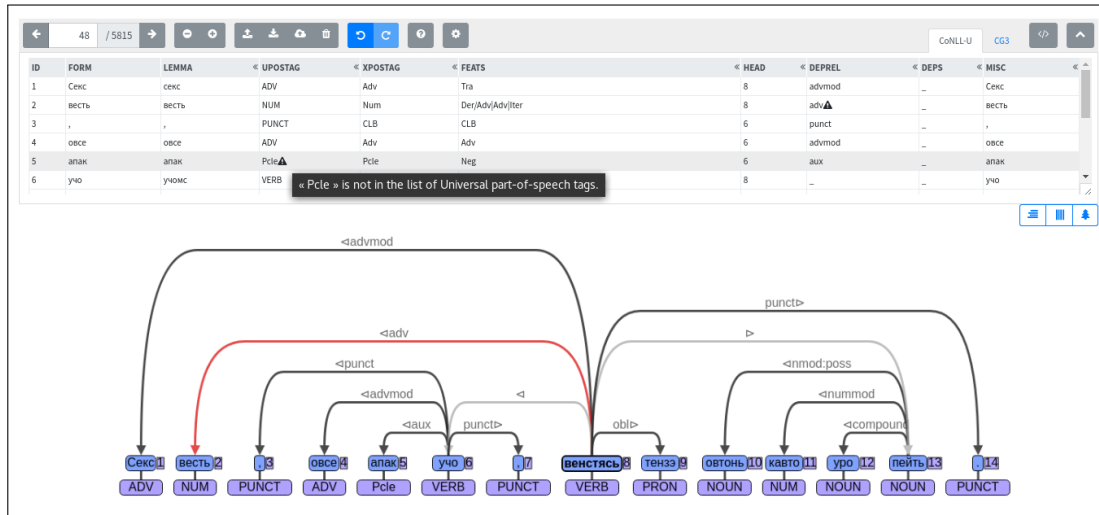 48 / 5815 CoNLL-U CG3 </>
ID FORM LEMMA « UPOSTAG « XPOSTAG « FEATS « HEAD « DEPREL « DEPS « MISC «
1 Секс секс ADV Adv Tra 8 advmod _ Секс
2 весть весть NUM Num Der/Adv|Adv|Iter 8 adv _ весть
3 , , PUNCT CLB CLB 6 punct _ ,
4 овсе овсе ADV Adv Adv 6 advmod _ овсе
5 апак апак Pcle Pcle Neg 6 aux _ апак
6 учо учомс VERB 8 _ _ учо
« Pcle » is not in the list of Universal part-of-speech tags.
⊲advmod
punct⊳
⊲adv ⊳
⊲punct ⊲nmod:poss
⊲advmod ⊲ ⊲nummod
⊲aux punct⊳ obl⊳ ⊲compound
Секс 1 весть 2 , 3 овсе 4 апак 5 учо 6 , 7 венстясь 8 тензэ 9 овтонь 10 кавто 11 уро 12 пейть 13 . 14
ADV NUM PUNCT ADV Pcle VERB PUNCT VERB PRON NOUN NUM NOUN NOUN PUNCT